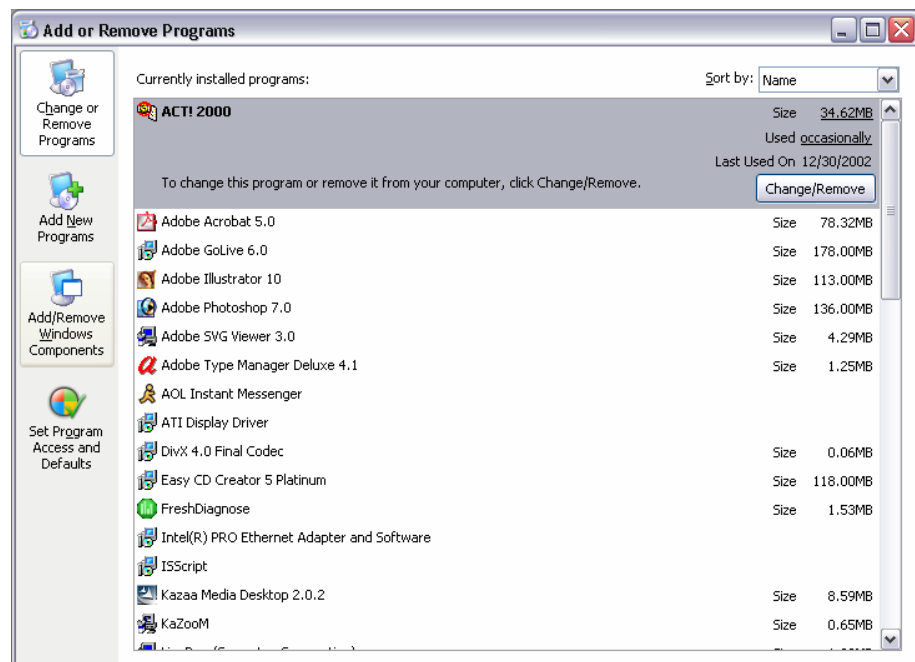 Add or Remove Programs
Change or
Remove
Programs
Add New
Programs
Add/Remove
Windows
Components
Set Program
Access and
Defaults
Currently installed programs:
Sort by: Name
ACT! 2000 Size 34.62MB
Used occasionally
Last Used On 12/30/2002
To change this program or remove it from your computer, click Change/Remove. Change/Remove
Adobe Acrobat 5.0 Size 78.32MB
Adobe GoLive 6.0 Size 178.00MB
Adobe Illustrator 10 Size 113.00MB
Adobe Photoshop 7.0 Size 136.00MB
Adobe SVG Viewer 3.0 Size 4.29MB
Adobe Type Manager Deluxe 4.1 Size 1.25MB
AOL Instant Messenger
ATI Display Driver
DivX 4.0 Final Codec Size 0.06MB
Easy CD Creator 5 Platinum Size 118.00MB
FreshDiagnose Size 1.53MB
Intel(R) PRO Ethernet Adapter and Software
ISScript
Kazaa Media Desktop 2.0.2 Size 8.59MB
KaZooM Size 0.65MB